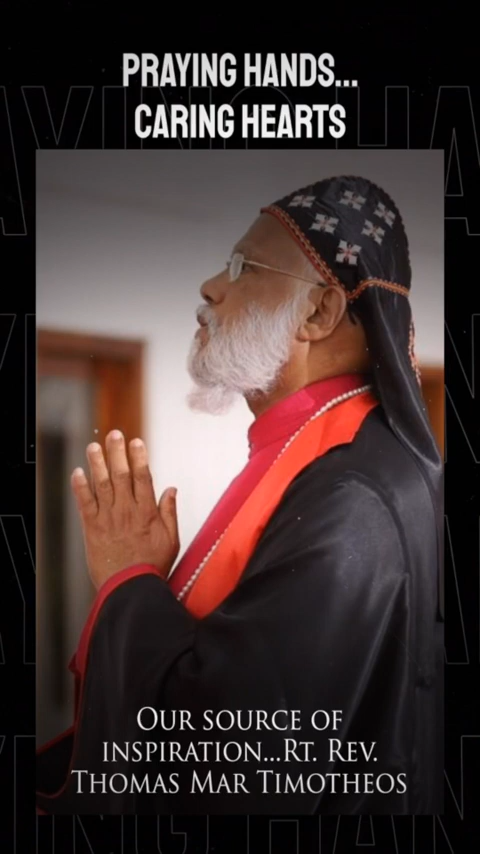 PRAYING HANDS...
CARING HEARTS
OUR SOURCE OF
INSPIRATION...RT. REV.
THOMAS MAR TIMOTHEOS